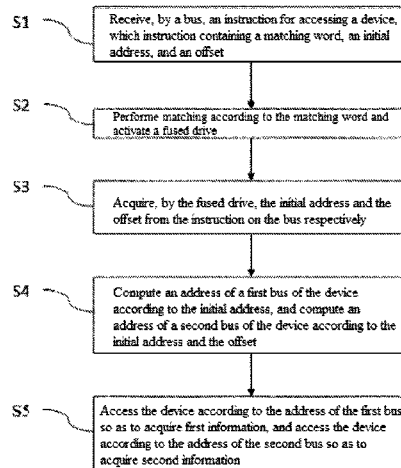 S1
Receive, by a bus, an instruction for accessing a device,
which instruction containing a matching word, an initial
address, and an offset
S2
Performe matching according to the matching word and
activate a fused drive
S3
Acquire, by the fused drive, the initial address and the
offset from the instruction on the bus respectively
S4
Compute an address of a first bus of the device
according to the initial address, and compute an
address of a second bus of the device according to the
initial address and the offset
S5
Access the device according to the address of the first bus
so as to acquire first information, and access the device
according to the address of the second bus so as to
acquire second information